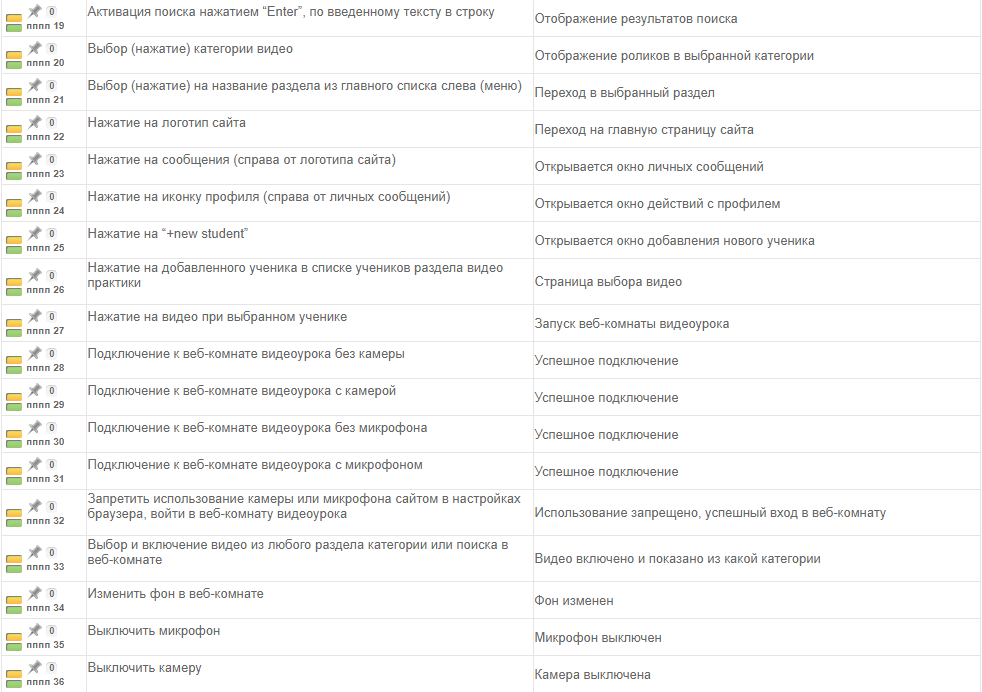 Активация поиска нажатием “Enter”, по введенному тексту в строку
0
пппп 19
Отображение результатов поиска
Выбор (нажатие) категории видео
0
пппп 20
Отображение роликов в выбранной категории
Выбор (нажатие) на название раздела из главного списка слева (меню)
0
пппп 21
Переход в выбранный раздел
Нажатие на логотип сайта
0
пппп 22
Переход на главную страницу сайта
Нажатие на сообщения (справа от логотипа сайта)
0
пппп 23
Открывается окно личных сообщений
Нажатие на иконку профиля (справа от личных сообщений)
0
пппп 24
Открывается окно действий с профилем
Нажатие на “+new student”
0
пппп 25
Открывается окно добавления нового ученика
Нажатие на добавленного ученика в списке учеников раздела видео
практики
0
пппп 26
Страница выбора видео
Нажатие на видео при выбранном ученике
0
пппп 27
Запуск веб-комнаты видеоурока
Подключение к веб-комнате видеоурока без камеры
0
пппп 28
Успешное подключение
Подключение к веб-комнате видеоурока с камерой
0
пппп 29
Успешное подключение
Подключение к веб-комнате видеоурока без микрофона
0
пппп 30
Успешное подключение
Подключение к веб-комнате видеоурока с микрофоном
0
пппп 31
Успешное подключение
Запретить использование камеры или микрофона сайтом в настройках
браузера, войти в веб-комнату видеоурока
0
пппп 32
Использование запрещено, успешный вход в веб-комнату
Выбор и включение видео из любого раздела категории или поиска в
веб-комнате
0
пппп 33
Видео включено и показано из какой категории
Изменить фон в веб-комнате
0
пппп 34
Фон изменен
Выключить микрофон
0
пппп 35
Микрофон выключен
Выключить камеру
0
пппп 36
Камера выключена